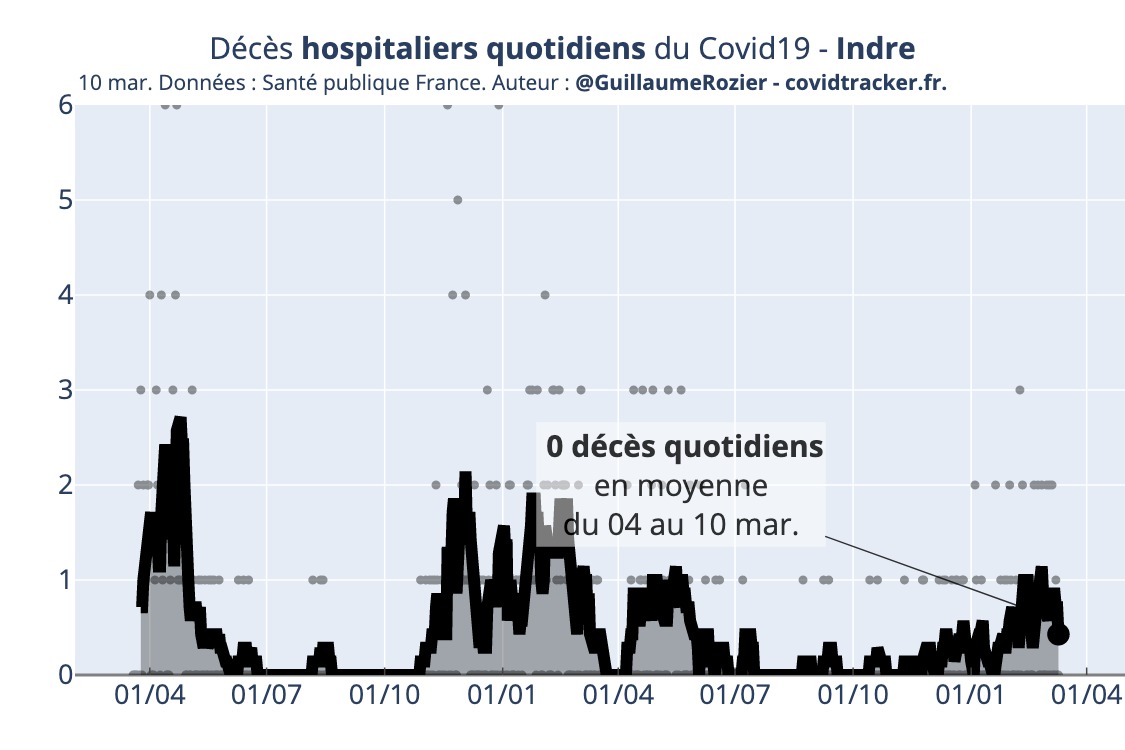 Décès hospitaliers quotidiens du Covid19 - Indre
10 mar. Données : Santé publique France. Auteur : @GuillaumeRozier - covidtracker.fr.
6
5
4
3
2
1
0
0 décès quotidiens
en moyenne
du 04 au 10 mar.
01/04 01/07 01/10 01/01 01/04 01/07 01/10 01/01 01/04